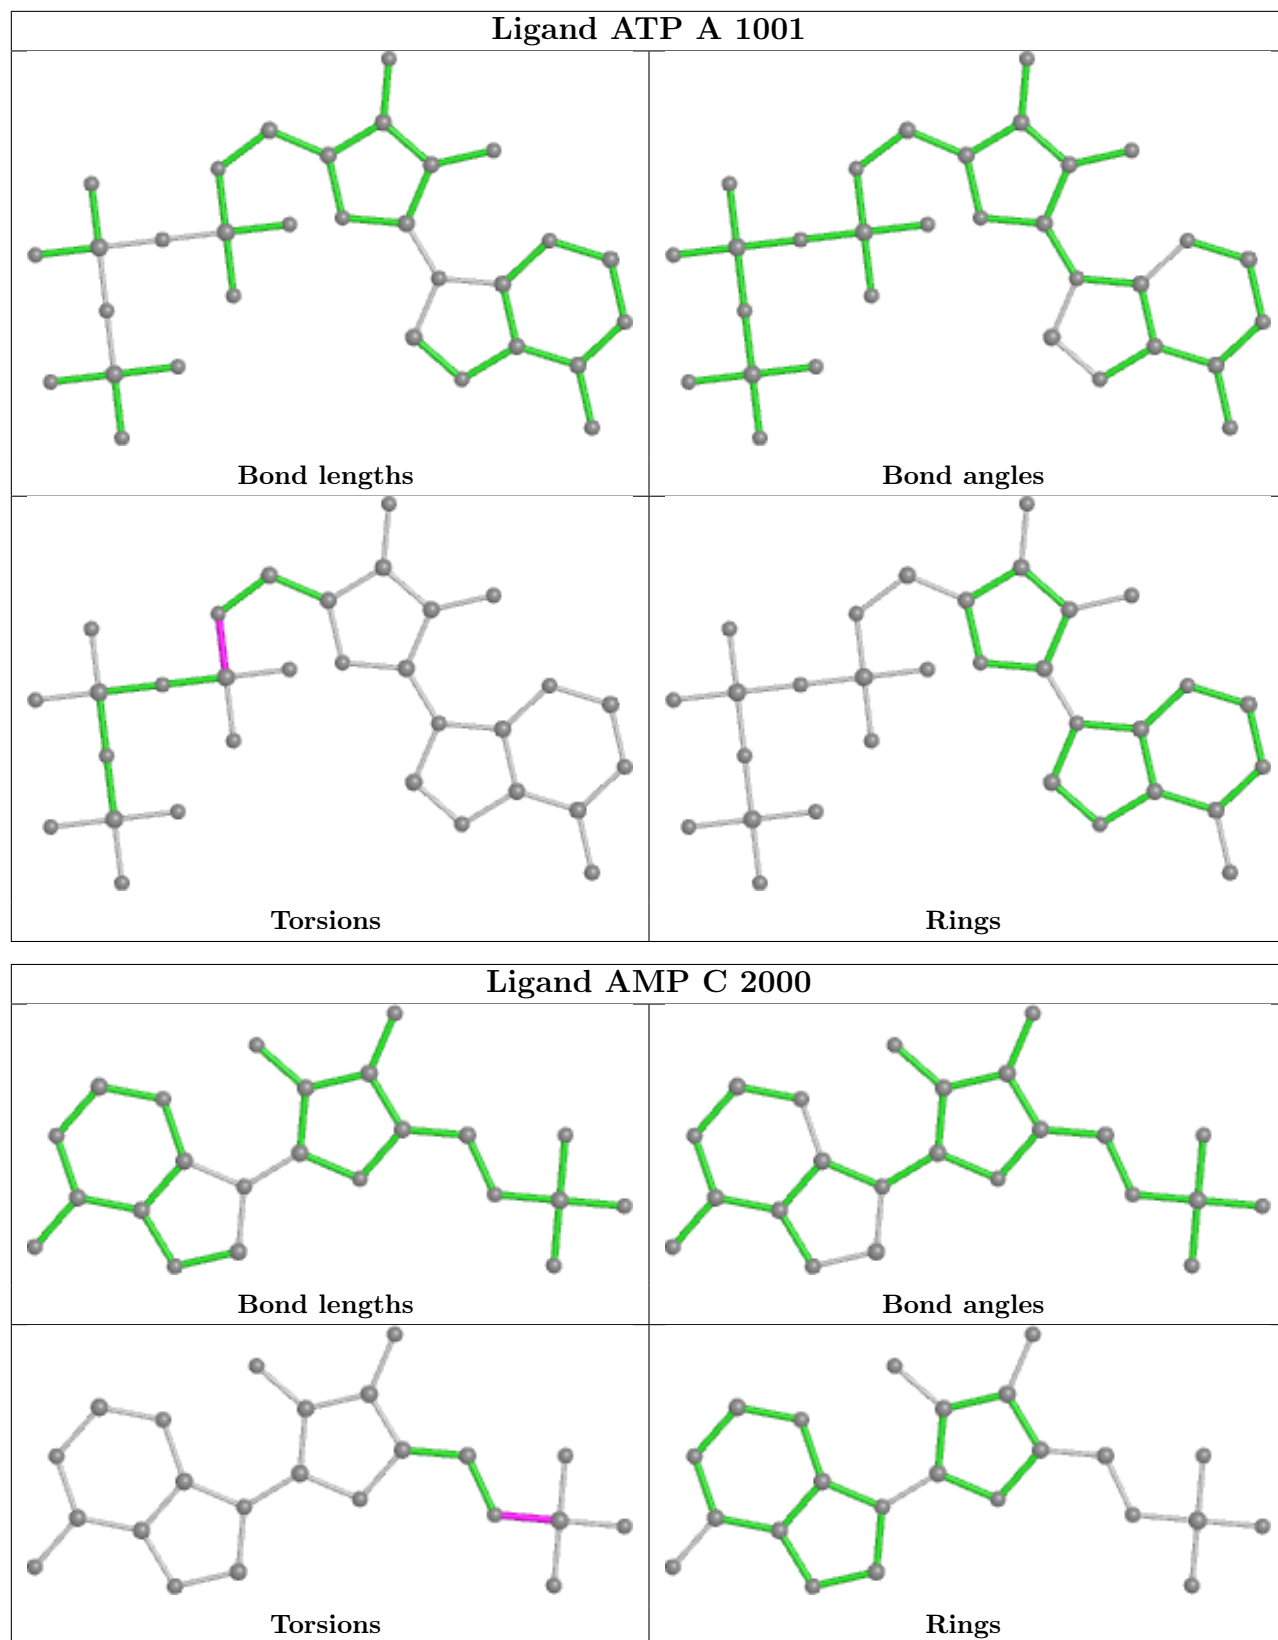 Ligand ATP A 1001
Bond lengths
Bond angles
Torsions
Rings
Ligand AMP C 2000
Bond lengths
Bond angles
Torsions
Rings